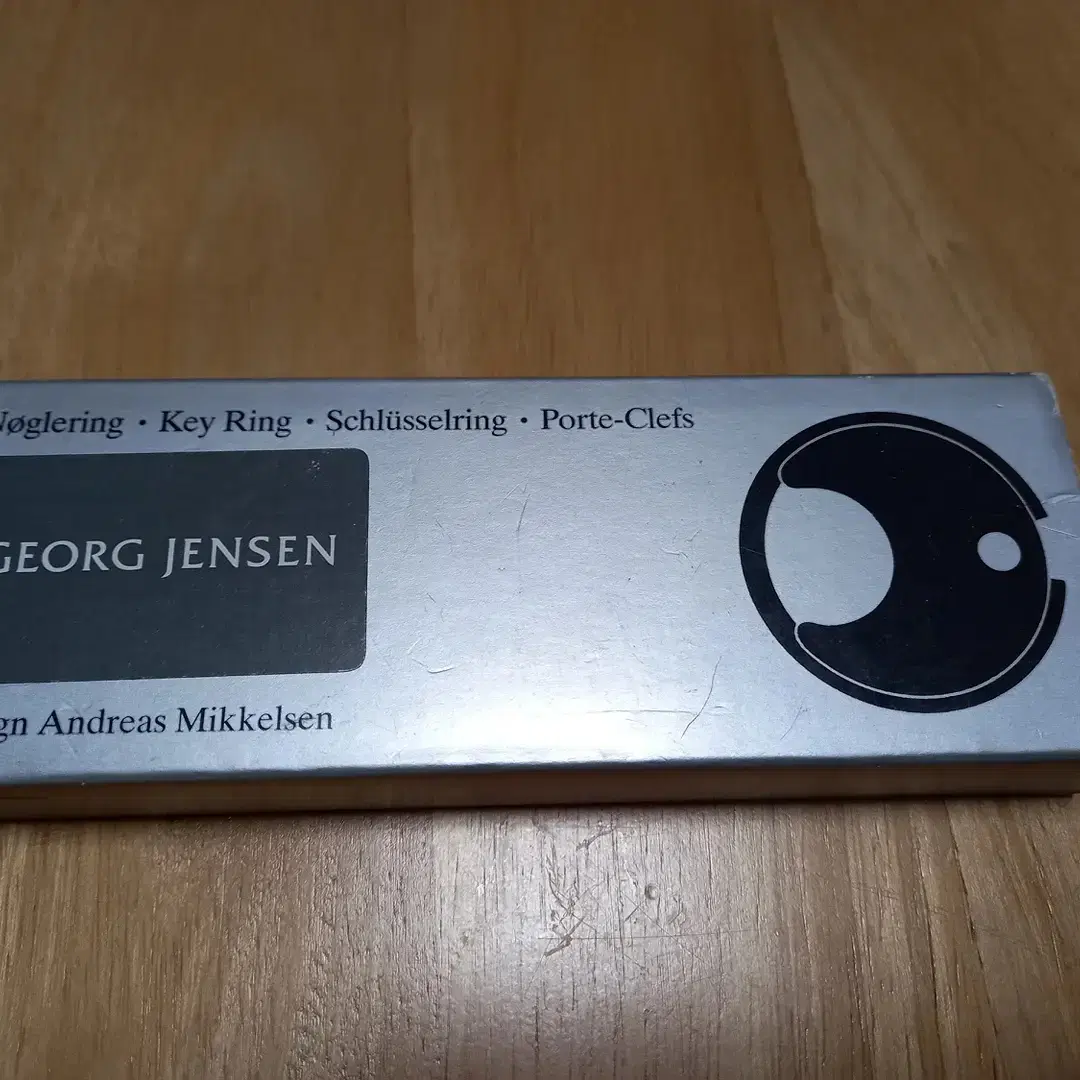 Nøglering · Key Ring · Schlüsselring · Porte-Clefs
GEORG JENSEN
gn Andreas Mikkelsen